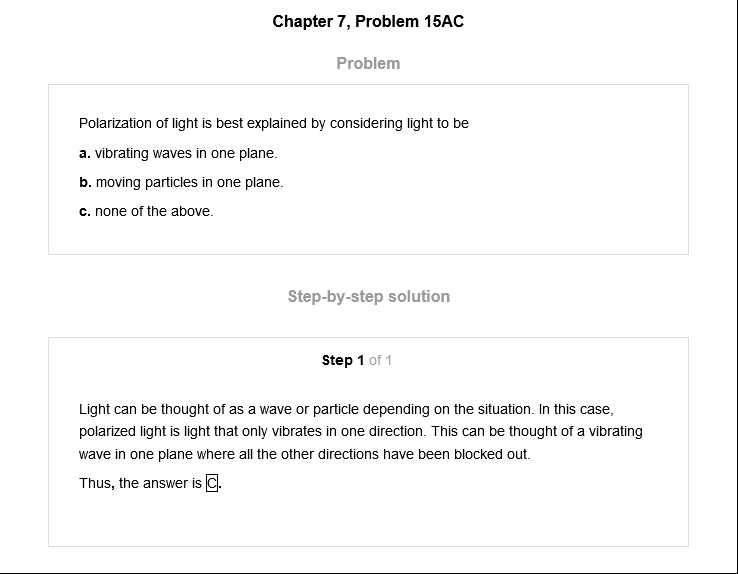 Chapter 7, Problem 15AC
Problem
Polarization of light is best explained by considering light to be
a. vibrating waves in one plane.
b. moving particles in one plane.
c. none of the above.
Step-by-step solution
Step 1 of 1
Light can be thought of as a wave or particle depending on the situation. In this case,
polarized light is light that only vibrates in one direction. This can be thought of a vibrating
wave in one plane where all the other directions have been blocked out.
Thus, the answer is C.